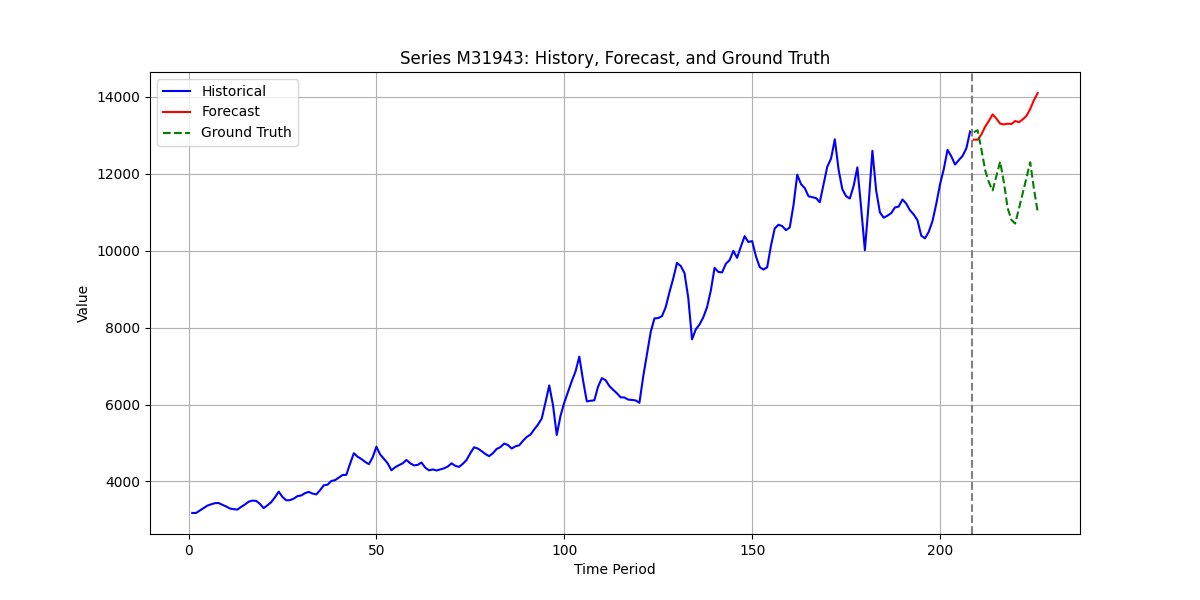 Series M31943: History, Forecast, and Ground Truth
Historical
Forecast
Ground Truth
14000
12000
10000
8000
6000
4000
Value
0 50 100 150 200
Time Period